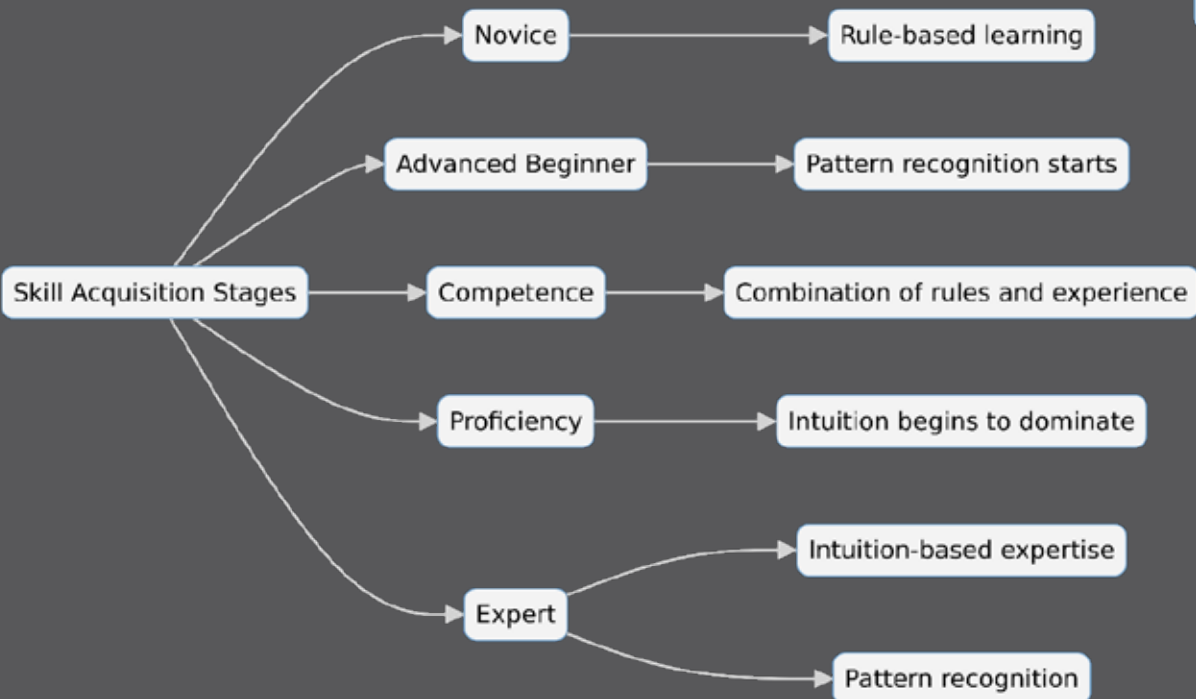 Novice
Rule-based learning
Advanced Beginner
Pattern recognition starts
Skill Acquisition Stages
Competence
Combination of rules and experience
Proficiency
Intuition begins to dominate
Intuition-based expertise
Expert
Pattern recognition